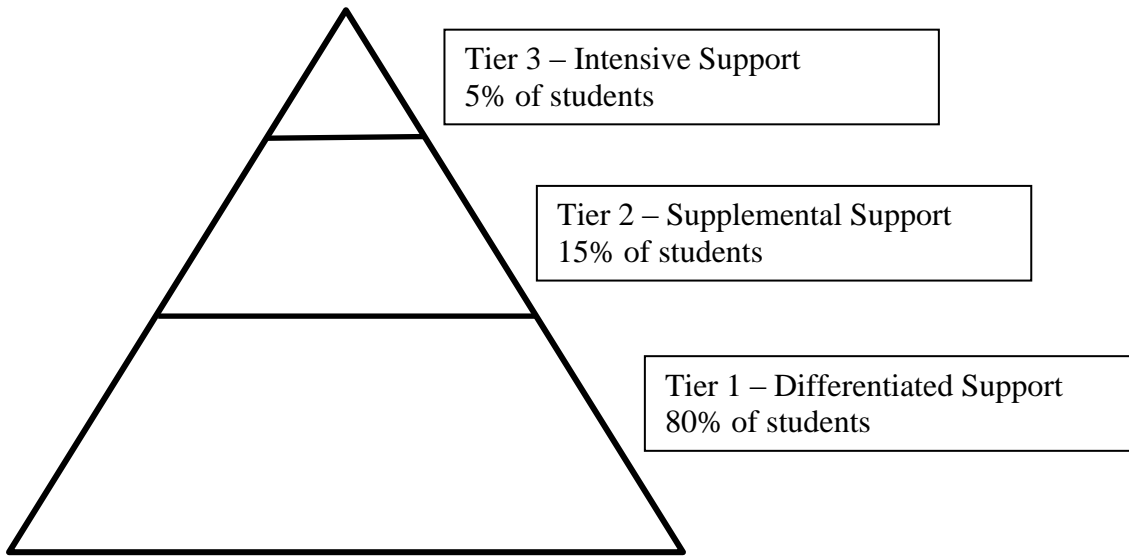 Tier 3 – Intensive Support
5% of students
Tier 2 – Supplemental Support
15% of students
Tier 1 – Differentiated Support
80% of students